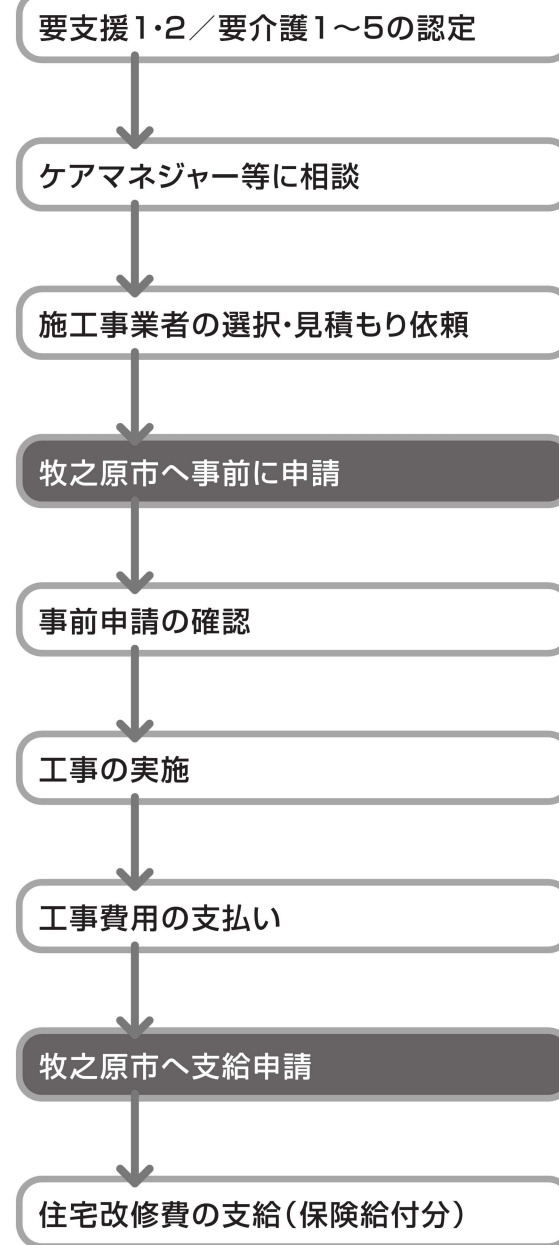 要支援1・2／要介護1～5の認定
ケアマネジャー等に相談
施工事業者の選択・見積もり依頼
牧之原市へ事前に申請
事前申請の確認
工事の実施
工事費用の支払い
牧之原市へ支給申請
住宅改修費の支給（保険給付分）